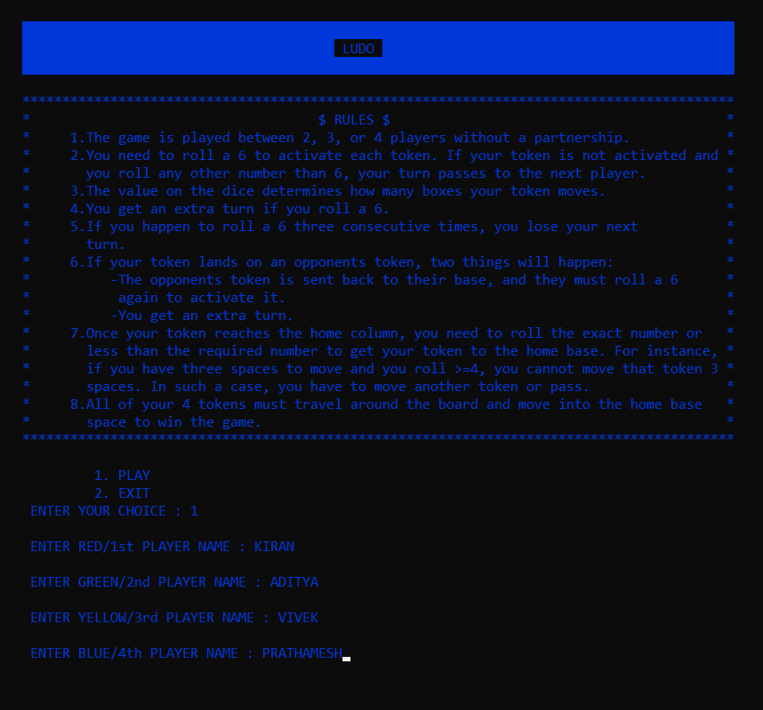 LUDO
*****************************************************************************************
* $ RULES $ *
* 1.The game is played between 2, 3, or 4 players without a partnership. *
* 2.You need to roll a 6 to activate each token. If your token is not activated and *
* you roll any other number than 6, your turn passes to the next player. *
* 3.The value on the dice determines how many boxes your token moves. *
* 4.You get an extra turn if you roll a 6. *
* 5.If you happen to roll a 6 three consecutive times, you lose your next *
* turn. *
* 6.If your token lands on an opponents token, two things will happen: *
* -The opponents token is sent back to their base, and they must roll a 6 *
* again to activate it. *
* -You get an extra turn. *
* 7.Once your token reaches the home column, you need to roll the exact number or *
* less than the required number to get your token to the home base. For instance, *
* if you have three spaces to move and you roll >=4, you cannot move that token 3 *
* spaces. In such a case, you have to move another token or pass. *
* 8.All of your 4 tokens must travel around the board and move into the home base *
* space to win the game. *
*****************************************************************************************
1. PLAY
2. EXIT
ENTER YOUR CHOICE : 1
ENTER RED/1st PLAYER NAME : KIRAN
ENTER GREEN/2nd PLAYER NAME : ADITYA
ENTER YELLOW/3rd PLAYER NAME : VIVEK
ENTER BLUE/4th PLAYER NAME : PRATHAMESH